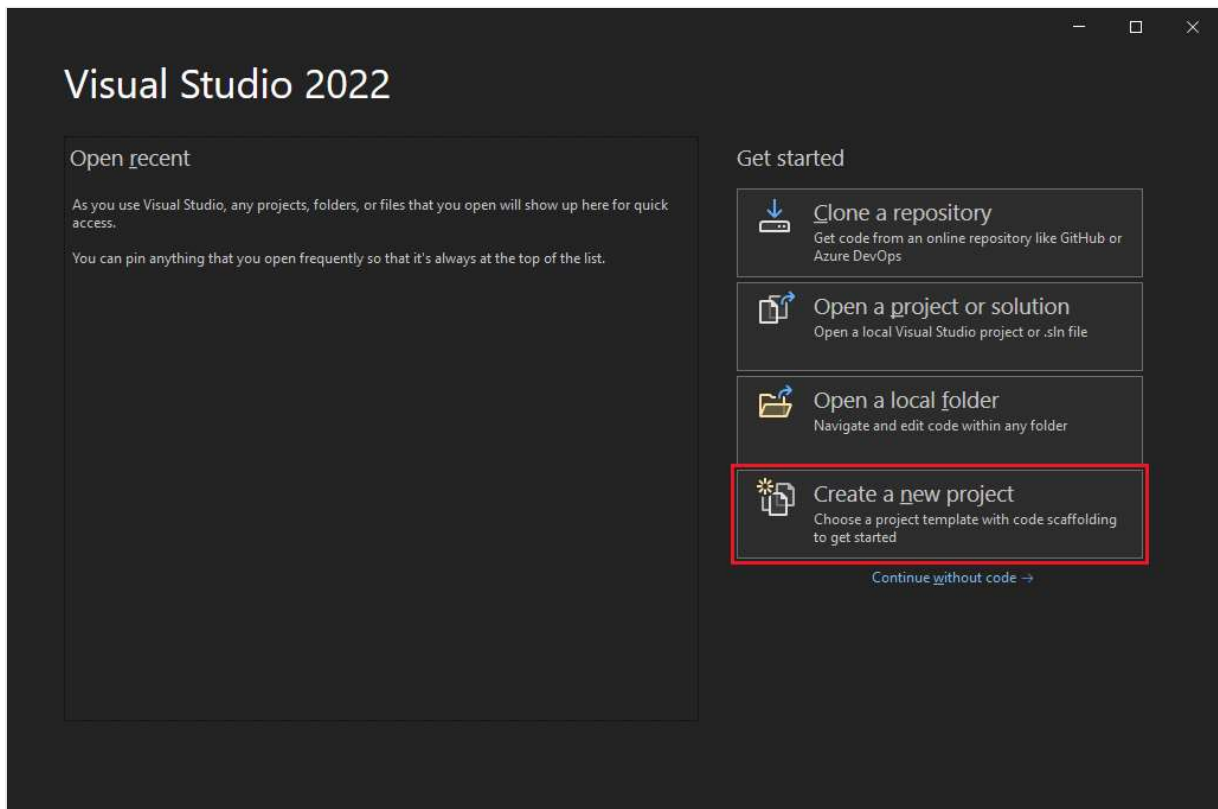 Visual Studio 2022
Open recent
As you use Visual Studio, any projects, folders, or files that you open will show up here for quick
access.
You can pin anything that you open frequently so that it's always at the top of the list.
Get started
Clone a repository
Get code from an online repository like GitHub or
Azure DevOps
Open a project or solution
Open a local Visual Studio project or .sln file
Open a local folder
Navigate and edit code within any folder
Create a new project
Choose a project template with code scaffolding
to get started
Continue without code →